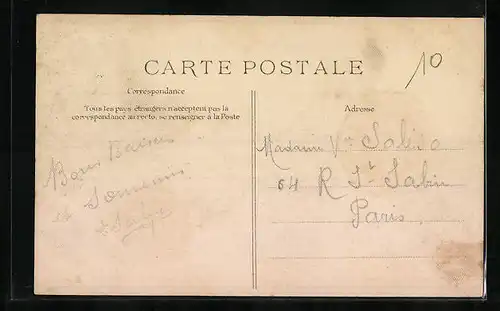 CARTE POSTALE
10
Correspondance
Tous les pays étrangers n'acceptent pas la
correspondance au recto, se renseigner à la Poste
Adresse
Bons Baisers
et Souvenirs
Madame Vve
64 R St Sabin
Paris